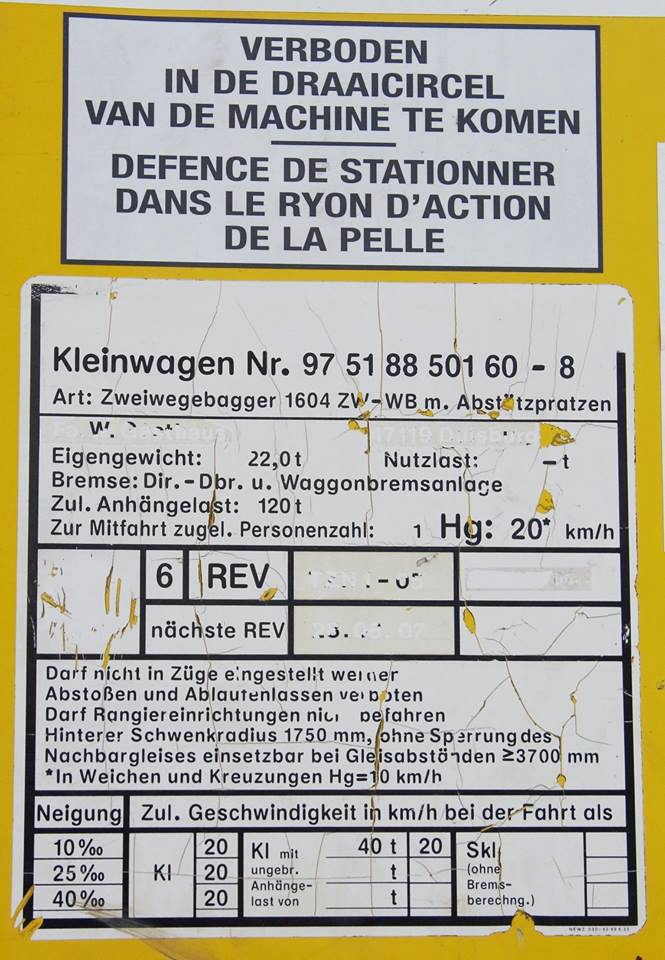 VERBODEN
IN DE DRAAICIRCEL
VAN DE MACHINE TE KOMEN
DEFENCE DE STATIONNER
DANS LE RYON D'ACTION
DE LA PELLE
Kleinwagen Nr. 97 51 88 501 60 - 8
Art: Zweiwegebagger 1604 ZW-WB m. Abstützpratzen
W. 47119 Duisburg
Eigengewicht: 22,0 t Nutzlast: - t
Bremse: Dir.-Dbr. u. Waggonbremsanlage
Zul. Anhängelast: 120 t
Zur Mitfahrt zugel. Personenzahl: 1 Hg: 20* km/h
6 REV
nächste REV
Darf nicht in Züge eingestellt werden
Abstoßen und Ablaufenlassen verboten
Darf Rangiereinrichtungen nicht befahren
Hinterer Schwenkradius 1750 mm, ohne Sperrung des
Nachbargleises einsetzbar bei Gleisabständen ≥3700 mm
*In Weichen und Kreuzungen Hg=10 km/h
Neigung Zul. Geschwindigkeit in km/h bei der Fahrt als
10 ‰ 20 Kl mit 40 t 20 Skl
25 ‰ Kl 20 ungebr. t (ohne
40 ‰ 20 Anhänge- t Brems-
last von berechng.)